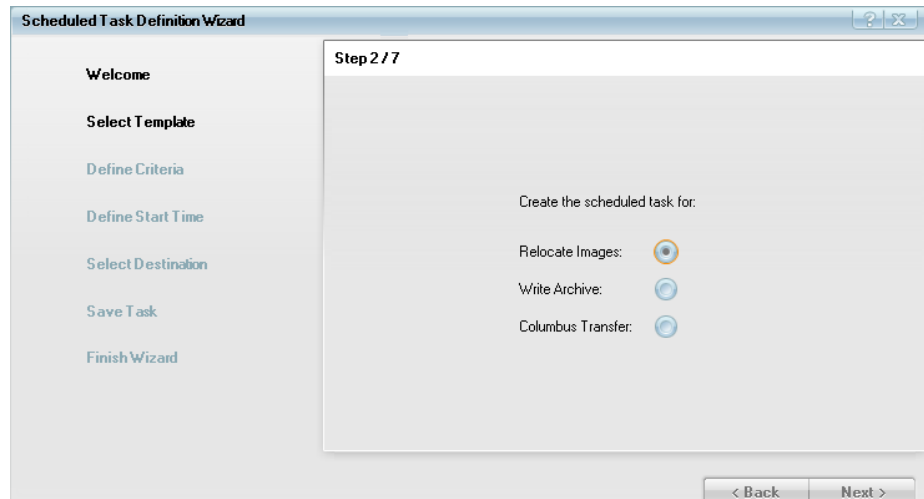 Scheduled Task Definition Wizard
Welcome
Select Template
Define Criteria
Define Start Time
Select Destination
Save Task
Finish Wizard
Step 2 / 7
Create the scheduled task for:
Relocate Images:
Write Archive:
Columbus Transfer:
< Back
Next >